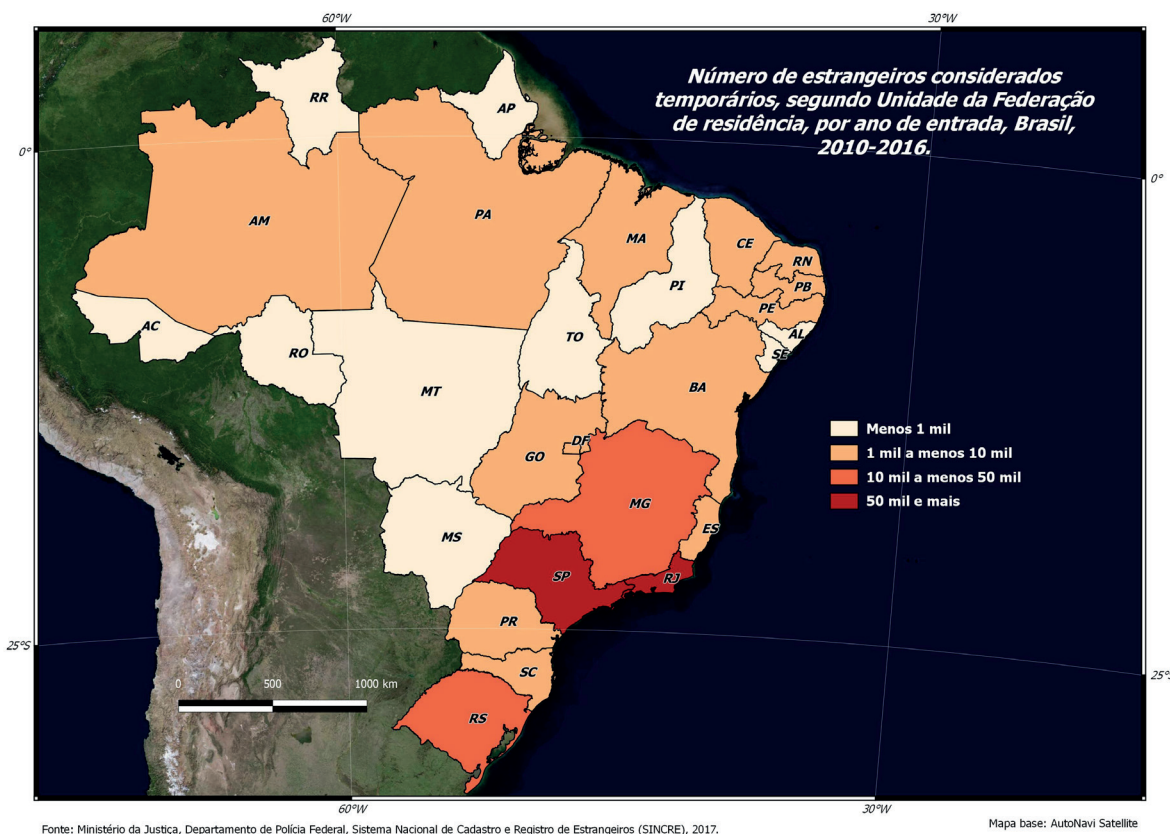 60°W
30°W
Número de estrangeiros considerados
temporários, segundo Unidade da Federação
de residência, por ano de entrada, Brasil,
2010-2016.
RR
AP
0°
0°
AM
PA
MA
CE
RN
PB
PE
PI
AL
SE
AC
RO
TO
BA
MT
DF
GO
Menos 1 mil
1 mil a menos 10 mil
10 mil a menos 50 mil
50 mil e mais
MG
ES
MS
SP
RJ
PR
25°S
25°S
SC
0 500 1000 km
RS
60°W
30°W
Fonte: Ministério da Justiça, Departamento de Polícia Federal, Sistema Nacional de Cadastro e Registro de Estrangeiros (SINCRE), 2017.
Mapa base: AutoNavi Satellite